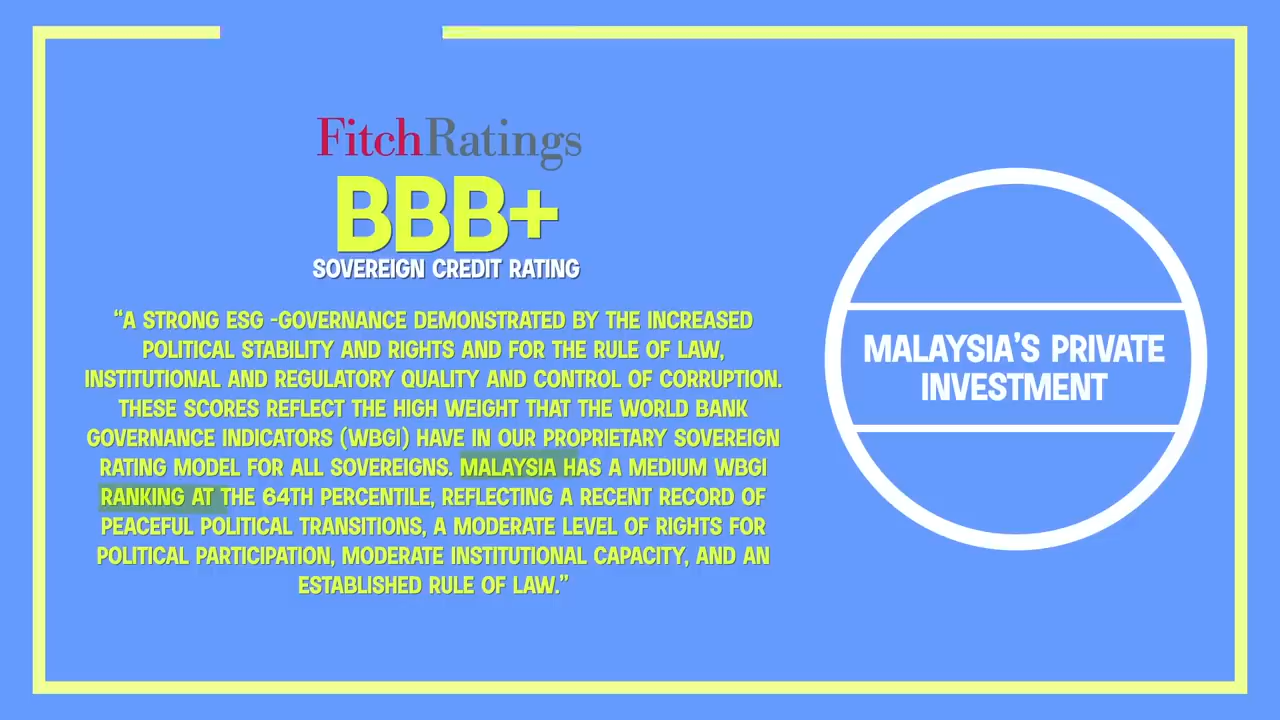 FitchRatings
BBB+
SOVEREIGN CREDIT RATING
“A STRONG ESG -GOVERNANCE DEMONSTRATED BY THE INCREASED
POLITICAL STABILITY AND RIGHTS AND FOR THE RULE OF LAW,
INSTITUTIONAL AND REGULATORY QUALITY AND CONTROL OF CORRUPTION.
THESE SCORES REFLECT THE HIGH WEIGHT THAT THE WORLD BANK
GOVERNANCE INDICATORS (WBGI) HAVE IN OUR PROPRIETARY SOVEREIGN
RATING MODEL FOR ALL SOVEREIGNS. MALAYSIA HAS A MEDIUM WBGI
RANKING AT THE 64TH PERCENTILE, REFLECTING A RECENT RECORD OF
PEACEFUL POLITICAL TRANSITIONS, A MODERATE LEVEL OF RIGHTS FOR
POLITICAL PARTICIPATION, MODERATE INSTITUTIONAL CAPACITY, AND AN
ESTABLISHED RULE OF LAW.”
MALAYSIA’S PRIVATE
INVESTMENT